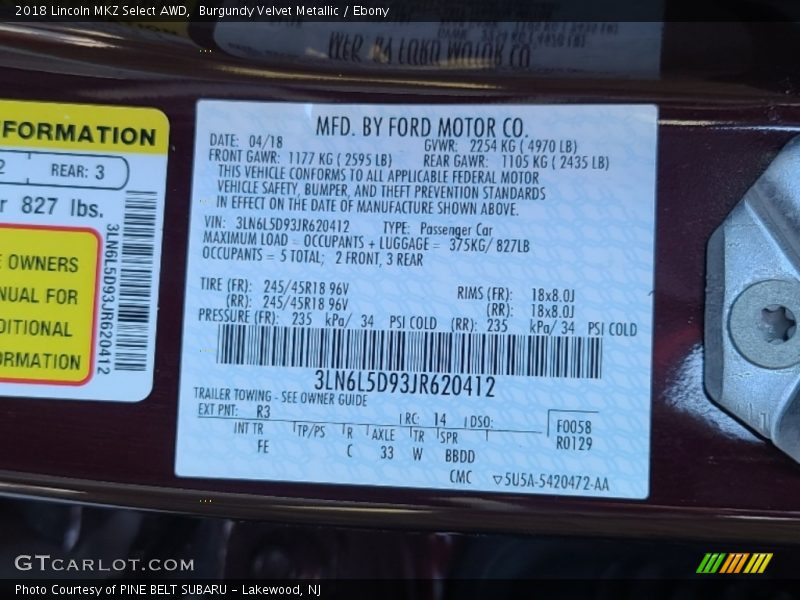 2018 Lincoln MKZ Select AWD,  Burgundy Velvet Metallic / Ebony
FORMATION
2 REAR: 3
827 lbs.
OWNERS
NUAL FOR
DITIONAL
ORMATION
3LN6L5D93JR620412
MFD. BY FORD MOTOR CO.
DATE: 04/18 GVWR: 2254 KG ( 4970 LB)
FRONT GAWR: 1177 KG ( 2595 LB) REAR GAWR: 1105 KG ( 2435 LB)
THIS VEHICLE CONFORMS TO ALL APPLICABLE FEDERAL MOTOR
VEHICLE SAFETY, BUMPER, AND THEFT PREVENTION STANDARDS
IN EFFECT ON THE DATE OF MANUFACTURE SHOWN ABOVE.
VIN: 3LN6L5D93JR620412 TYPE: Passenger Car
MAXIMUM LOAD = OCCUPANTS + LUGGAGE = 375KG/ 827LB
OCCUPANTS = 5 TOTAL; 2 FRONT, 3 REAR
TIRE (FR): 245/45R18 96V RIMS (FR): 18x8.0J
(RR): 245/45R18 96V (RR): 18x8.0J
PRESSURE (FR): 235 kPa/ 34 PSI COLD (RR): 235 kPa/ 34 PSI COLD
3LN6L5D93JR620412
TRAILER TOWING - SEE OWNER GUIDE
EXT PNT: R3 RC: 14 DSO: F0058
INT TR TP/PS R AXLE TR SPR R0129
FE C 33 W BBDD
CMC ▽5U5A-5420472-AA
GTCARLOT.COM
Photo Courtesy of PINE BELT SUBARU - Lakewood, NJ